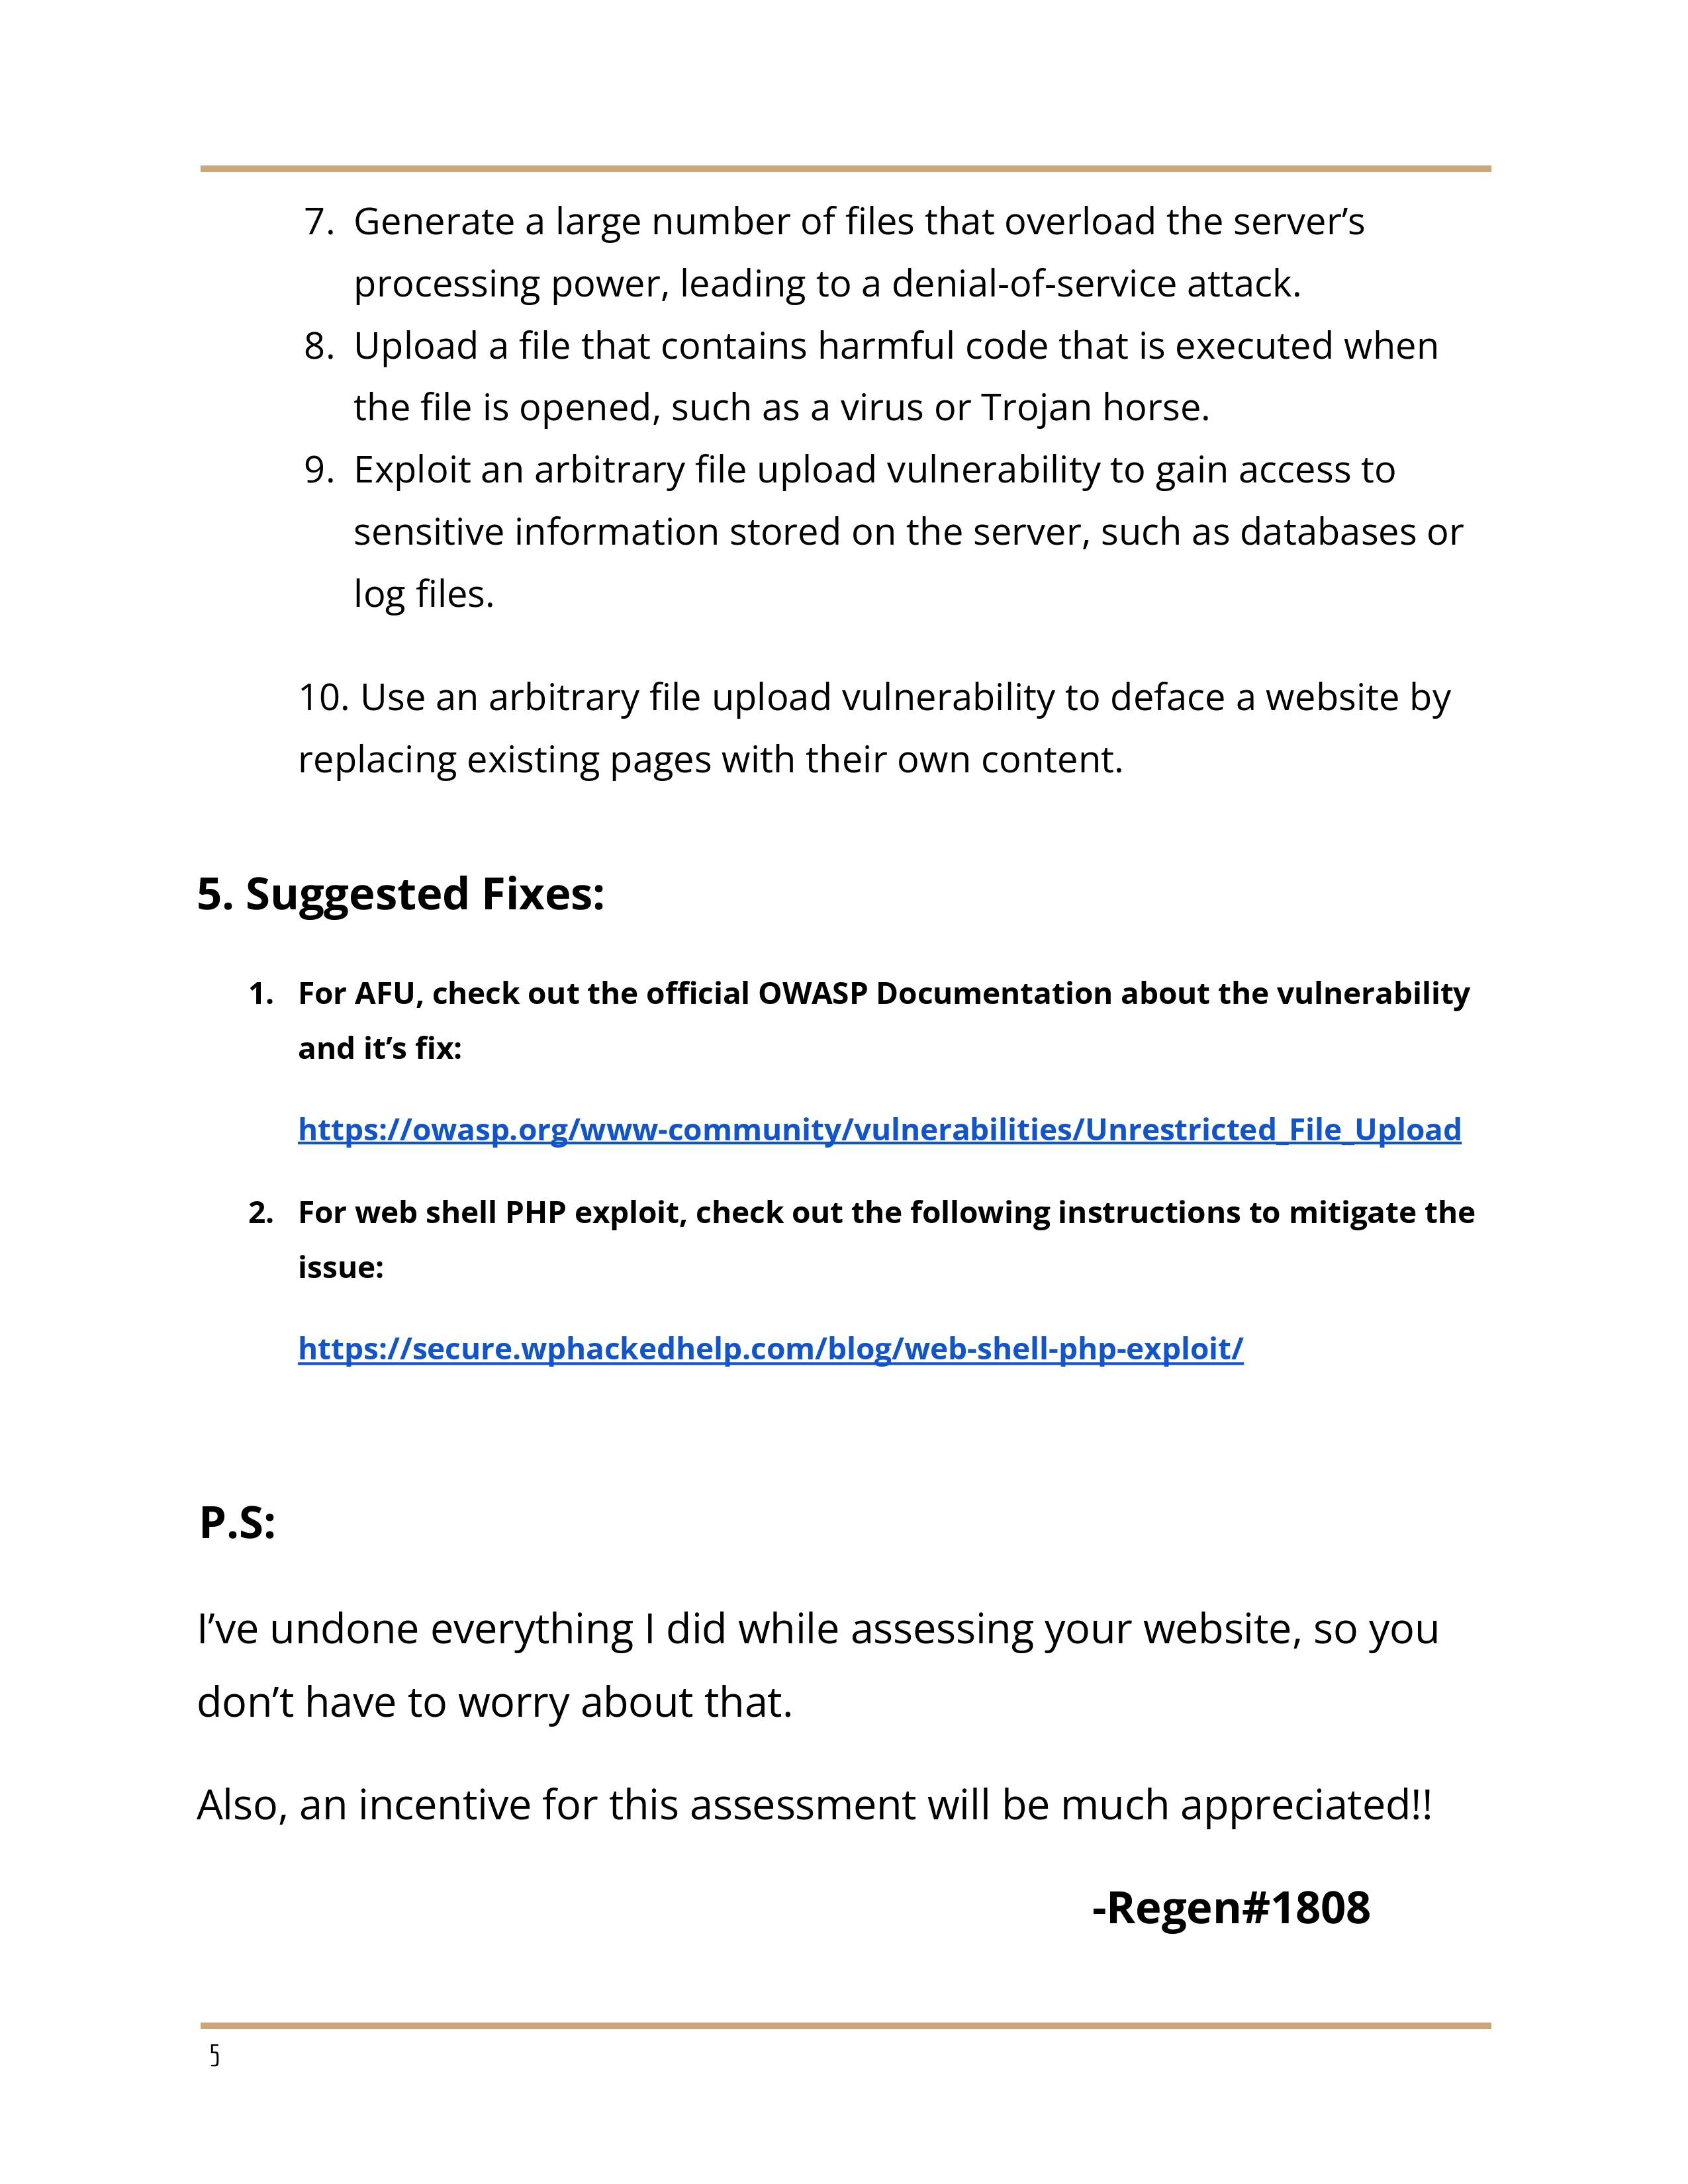 7. Generate a large number of files that overload the server’s
processing power, leading to a denial-of-service attack.
8. Upload a file that contains harmful code that is executed when
the file is opened, such as a virus or Trojan horse.
9. Exploit an arbitrary file upload vulnerability to gain access to
sensitive information stored on the server, such as databases or
log files.
10. Use an arbitrary file upload vulnerability to deface a website by
replacing existing pages with their own content.
5. Suggested Fixes:
1. For AFU, check out the official OWASP Documentation about the vulnerability
and it’s fix:
https://owasp.org/www-community/vulnerabilities/Unrestricted_File_Upload
2. For web shell PHP exploit, check out the following instructions to mitigate the
issue:
https://secure.wphackedhelp.com/blog/web-shell-php-exploit/
P.S:
I’ve undone everything I did while assessing your website, so you
don’t have to worry about that.
Also, an incentive for this assessment will be much appreciated!!
-Regen#1808
5